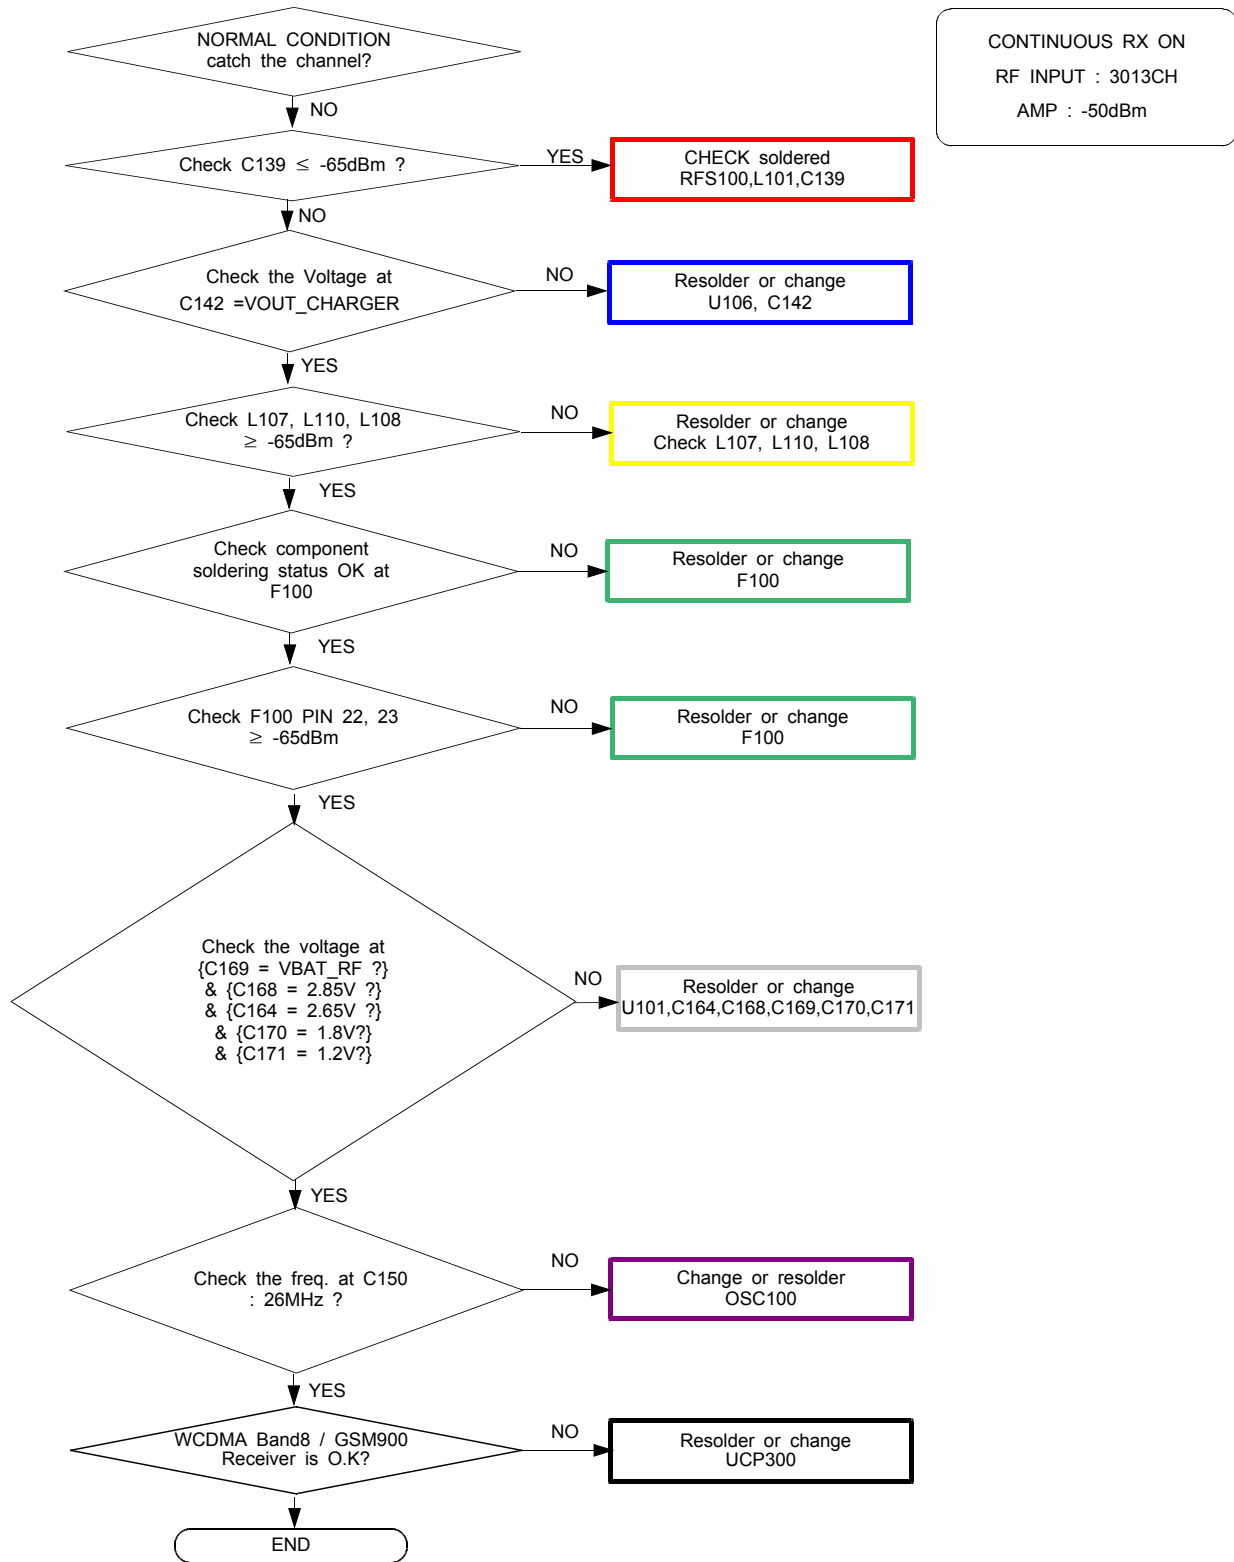 NORMAL CONDITION
catch the channel?
CONTINUOUS RX ON
RF INPUT : 3013CH
AMP : -50dBm
NO
Check C139 ≤ -65dBm ?
YES
CHECK soldered
RFS100,L101,C139
NO
Check the Voltage at
C142 =VOUT_CHARGER
NO
Resolder or change
U106, C142
YES
Check L107, L110, L108
≥ -65dBm ?
NO
Resolder or change
Check L107, L110, L108
YES
Check component
soldering status OK at
F100
NO
Resolder or change
F100
YES
Check F100 PIN 22, 23
≥ -65dBm
NO
Resolder or change
F100
YES
Check the voltage at
{C169 = VBAT_RF ?}
& {C168 = 2.85V ?}
& {C164 = 2.65V ?}
& {C170 = 1.8V?}
& {C171 = 1.2V?}
NO
Resolder or change
U101,C164,C168,C169,C170,C171
YES
Check the freq. at C150
: 26MHz ?
NO
Change or resolder
OSC100
YES
WCDMA Band8 / GSM900
Receiver is O.K?
NO
Resolder or change
UCP300
END